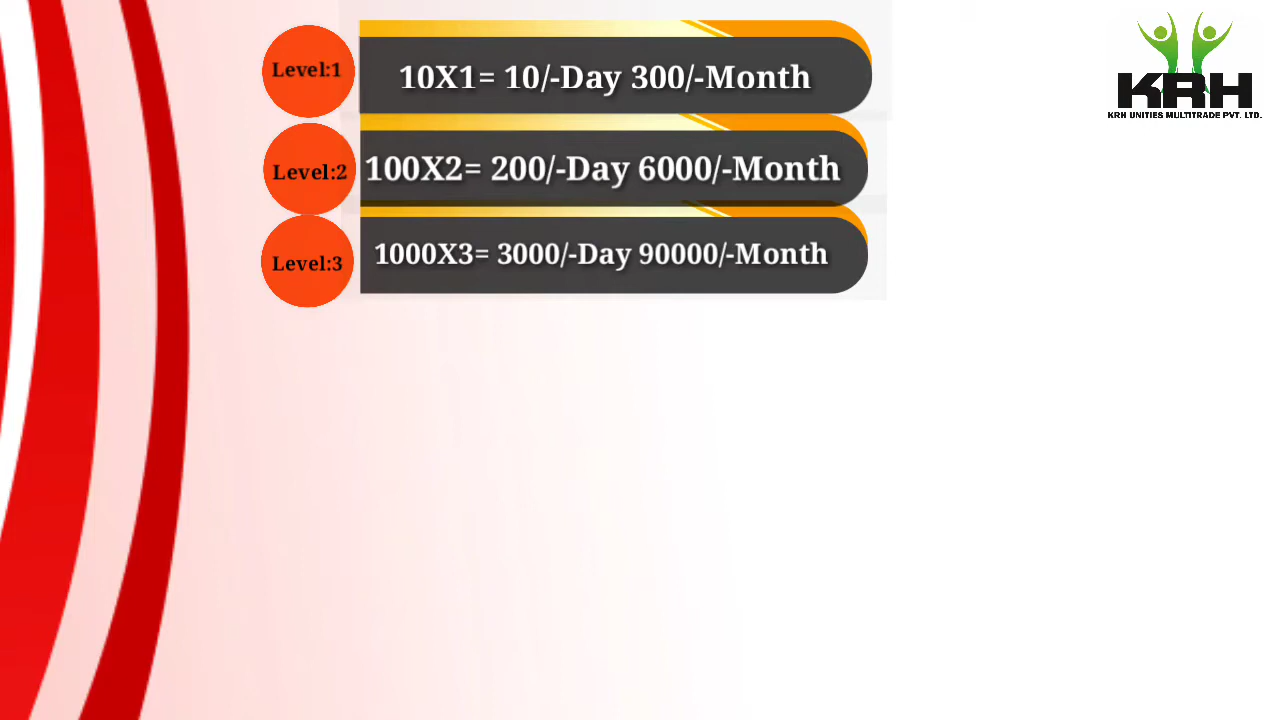 Level:1
10X1= 10/-Day 300/-Month
Level:2
100X2= 200/-Day 6000/-Month
Level:3
1000X3= 3000/-Day 90000/-Month
KRH
KRH UNITIES MULTITRADE PVT. LTD.